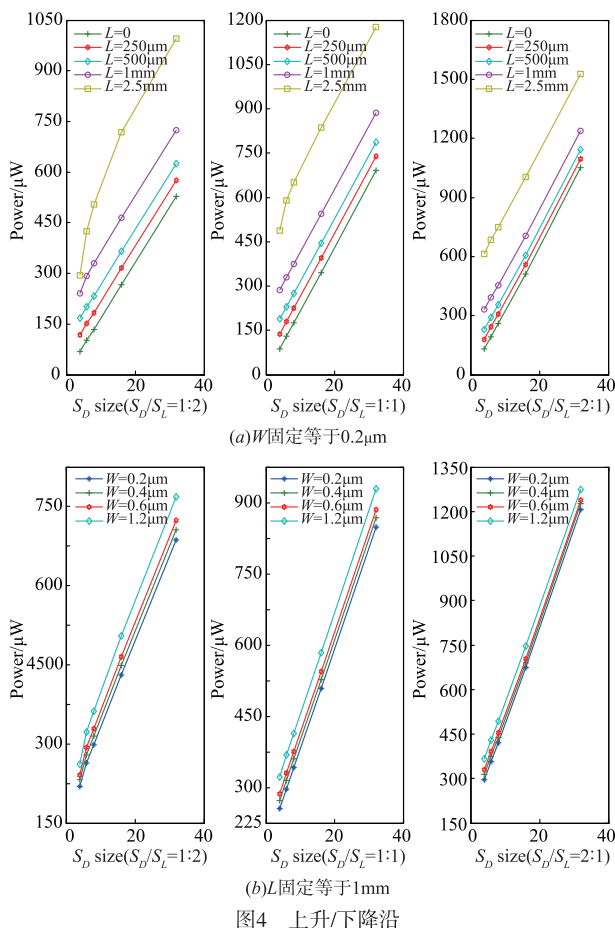 1050
900
750
600
450
300
150
0
Power/μW
L=0
L=250μm
L=500μm
L=1mm
L=2.5mm
0 20 40
S_D size(S_D/S_L=1:2)
1200
900
750
600
450
300
150
0
Power/μW
L=0
L=250μm
L=500μm
L=1mm
L=2.5mm
0 20 40
S_D size(S_D/S_L=1:1)
1800
1500
1200
900
600
300
0
Power/μW
L=0
L=250μm
L=500μm
L=1mm
L=2.5mm
0 20 40
S_D size(S_D/S_L=2:1)
(a)W固定等于0.2μm
750
600
4500
300
150
Power/μW
W=0.2μm
W=0.4μm
W=0.6μm
W=1.2μm
0 20 40
S_D size(S_D/S_L=1:2)
900
750
600
450
300
225
Power/μW
W=0.2μm
W=0.4μm
W=0.6μm
W=1.2μm
0 20 40
S_D size(S_D/S_L=1:1)
1350
1200
1050
900
750
600
450
300
150
Power/μW
W=0.2μm
W=0.4μm
W=0.6μm
W=1.2μm
0 20 40
S_D size(S_D/S_L=2:1)
(b)L固定等于1mm
图4 上升/下降沿